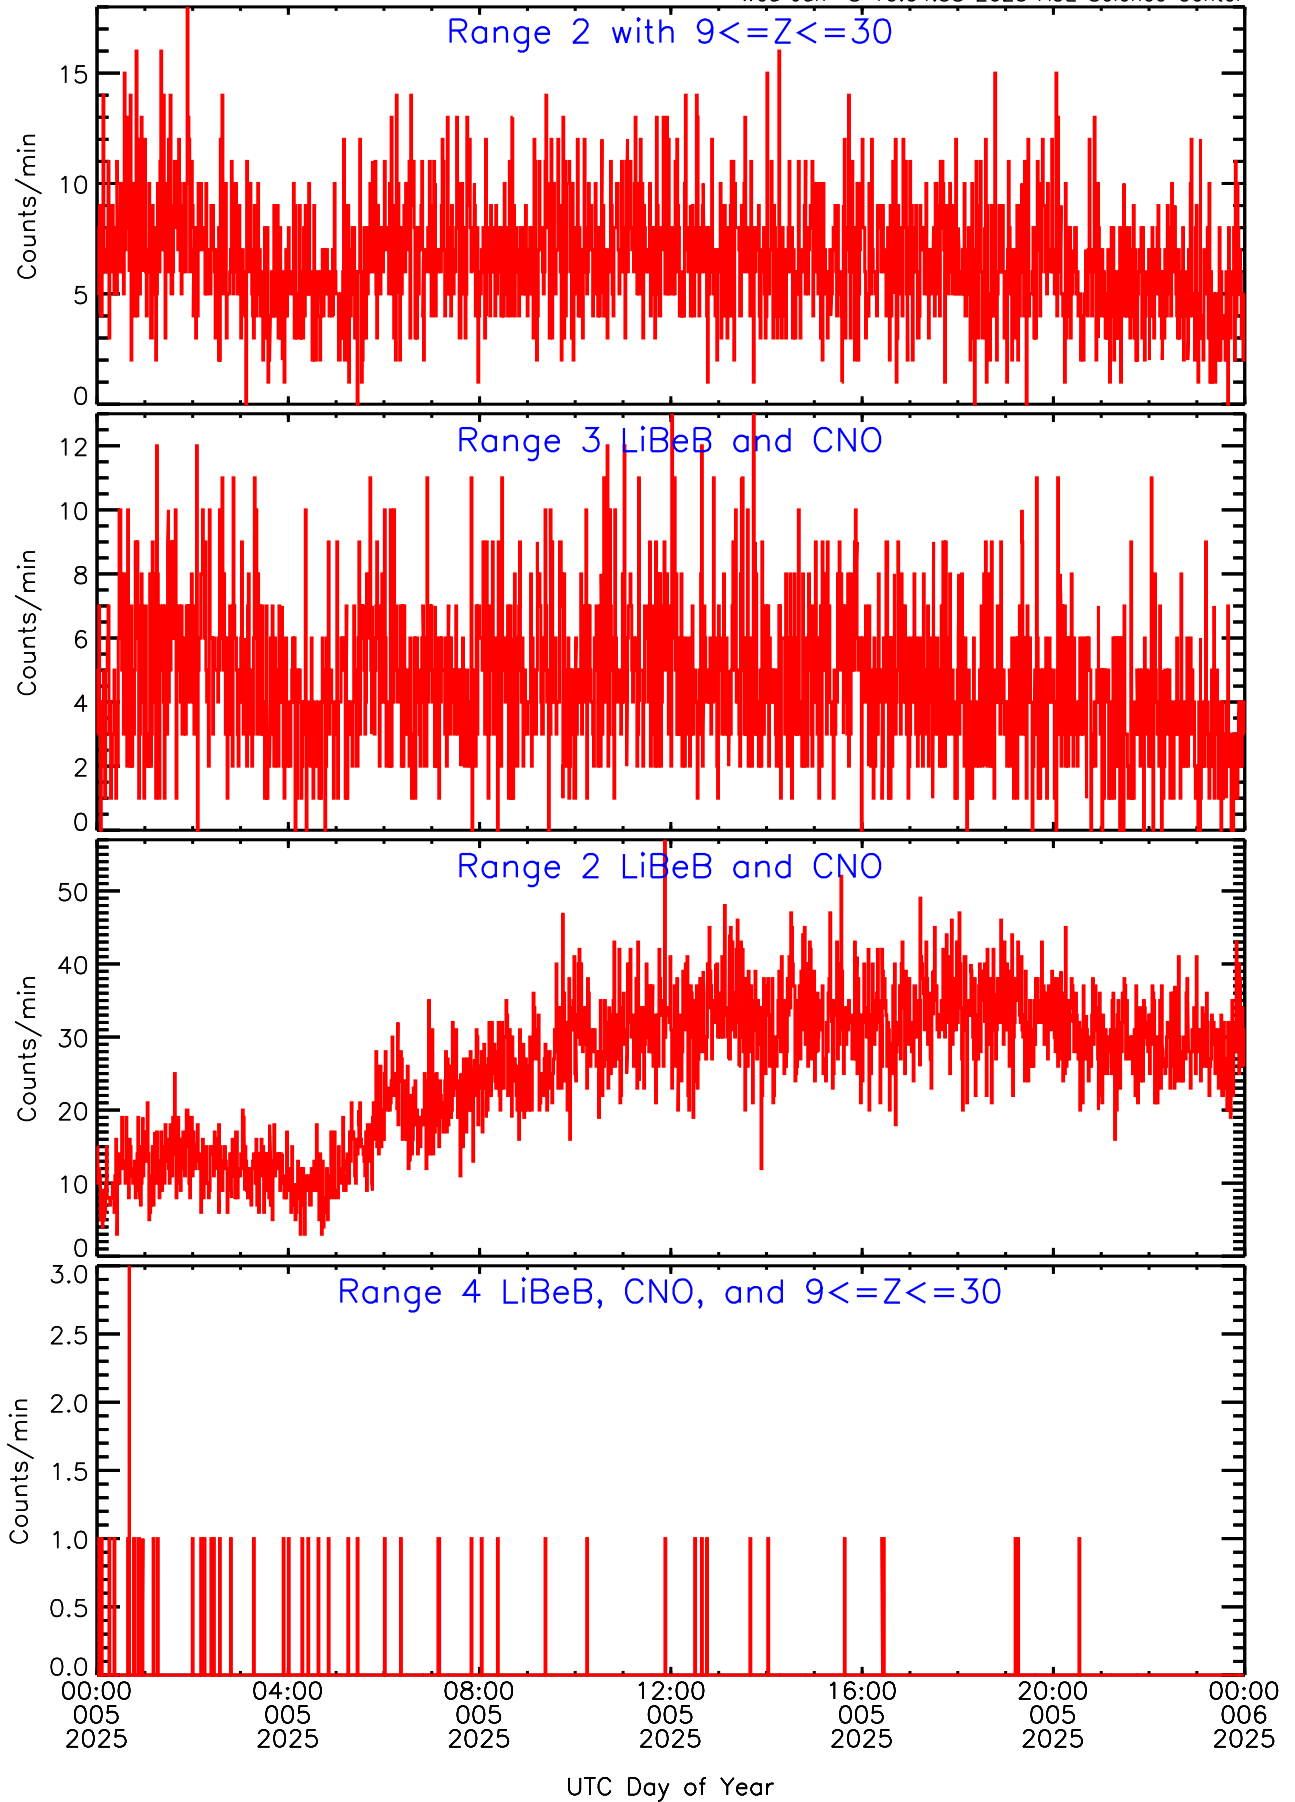 Range 2 with 9<=Z<=30
15
10
5
0
Counts/min
Range 3 LiBeB and CNO
12
10
8
6
4
2
0
Counts/min
Range 2 LiBeB and CNO
50
40
30
20
10
0
Counts/min
Range 4 LiBeB, CNO, and 9<=Z<=30
3.0
2.5
2.0
1.5
1.0
0.5
0.0
Counts/min
00:00 04:00 08:00 12:00 16:00 20:00 00:00
005 005 005 005 005 005 006
2025 2025 2025 2025 2025 2025 2025
UTC Day of Year